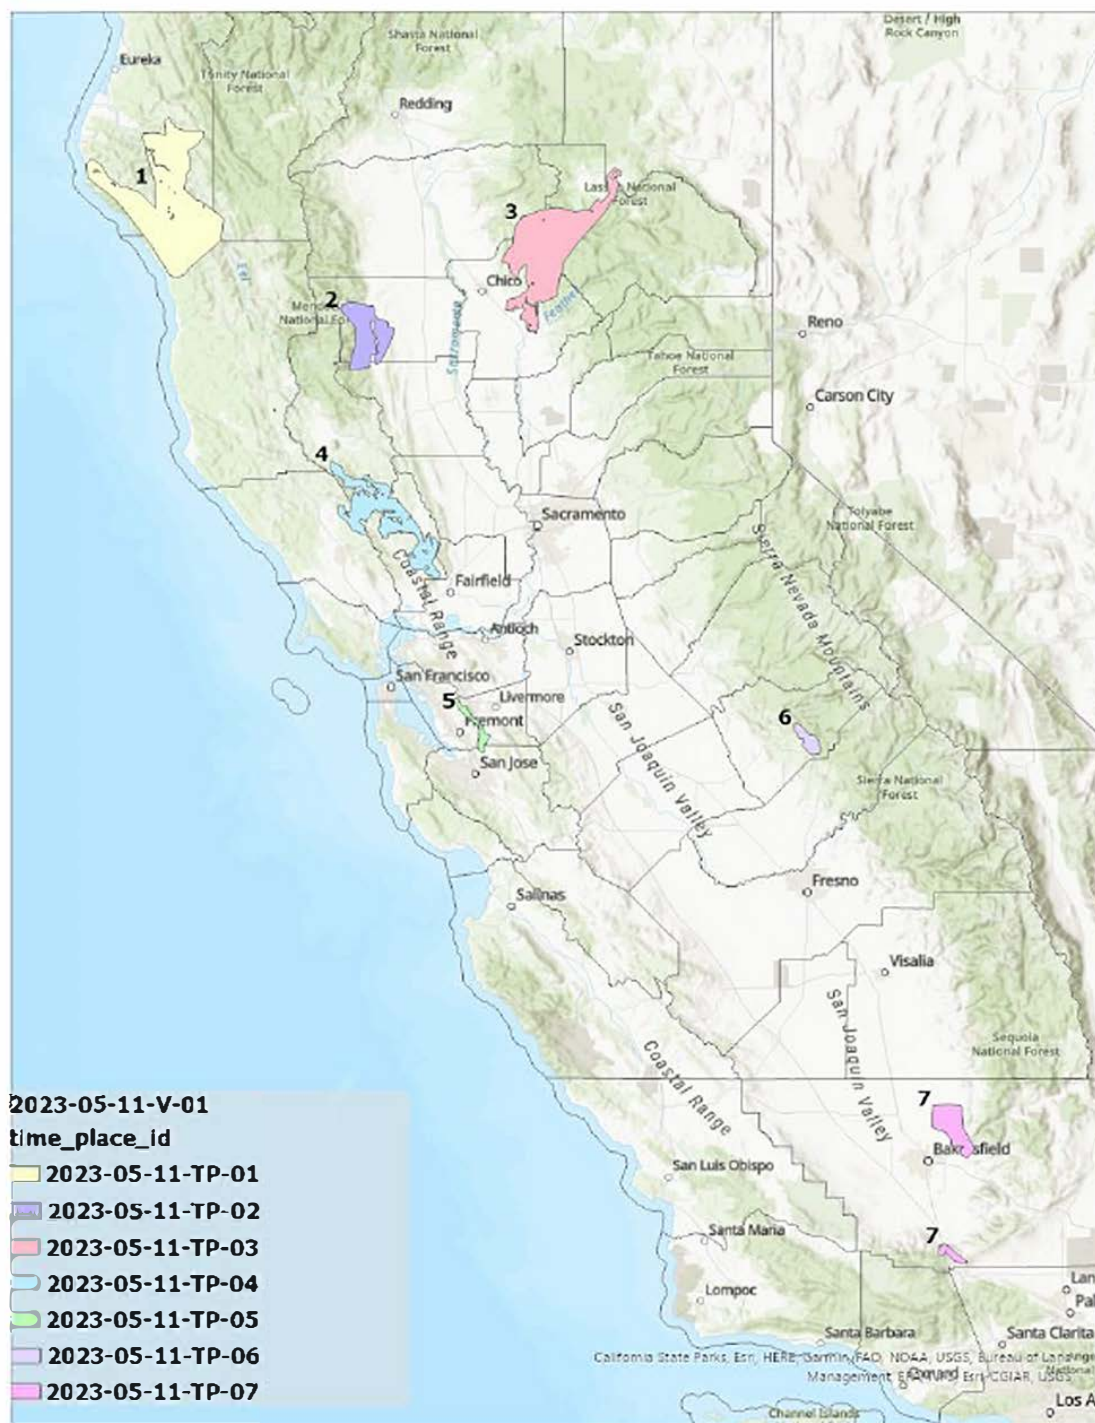 Desert / High
Rock Canyon
Shasta National
Forest
Eureka
Trinity National
Forest
Redding
1
Lassen National
Forest
3
Chico
Eel
2
National
Feather
Sacramento
Reno
Tahoe National
Forest
Carson City
4
Sacramento
Toiyabe
National Forest
Sierra Nevada Mountains
Coastal Range
Fairfield
Antioch
Stockton
San Francisco
5
Livermore
Fremont
San Joaquin Valley
6
San Jose
Sierra National
Forest
Fresno
Salinas
Visalia
San Joaquin Valley
Sequoia
National Forest
Coastal Range
7
Bakersfield
2023-05-11-V-01
time_place_id
2023-05-11-TP-01
2023-05-11-TP-02
2023-05-11-TP-03
2023-05-11-TP-04
2023-05-11-TP-05
2023-05-11-TP-06
2023-05-11-TP-07
San Luis Obispo
7
Santa Maria
Lan
Lompoc
Pal
Santa Barbara
Santa Clarita
California State Parks, Esri, HERE, Garmin, FAO, NOAA, USGS, Bureau of Land
Management, EPA, NPS, Esri, CGIAR, USGS
National
Oxnard
Los A
Channel Islands